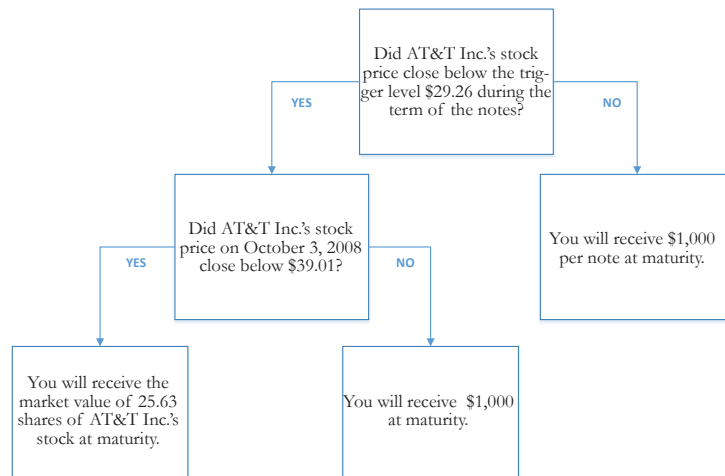 Did AT&T Inc.'s stock
price close below the trig-
ger level $29.26 during the
term of the notes?
YES
NO
Did AT&T Inc.'s stock
price on October 3, 2008
close below $39.01?
You will receive $1,000
per note at maturity.
YES
NO
You will receive the
market value of 25.63
shares of AT&T Inc.'s
stock at maturity.
You will receive $1,000
at maturity.